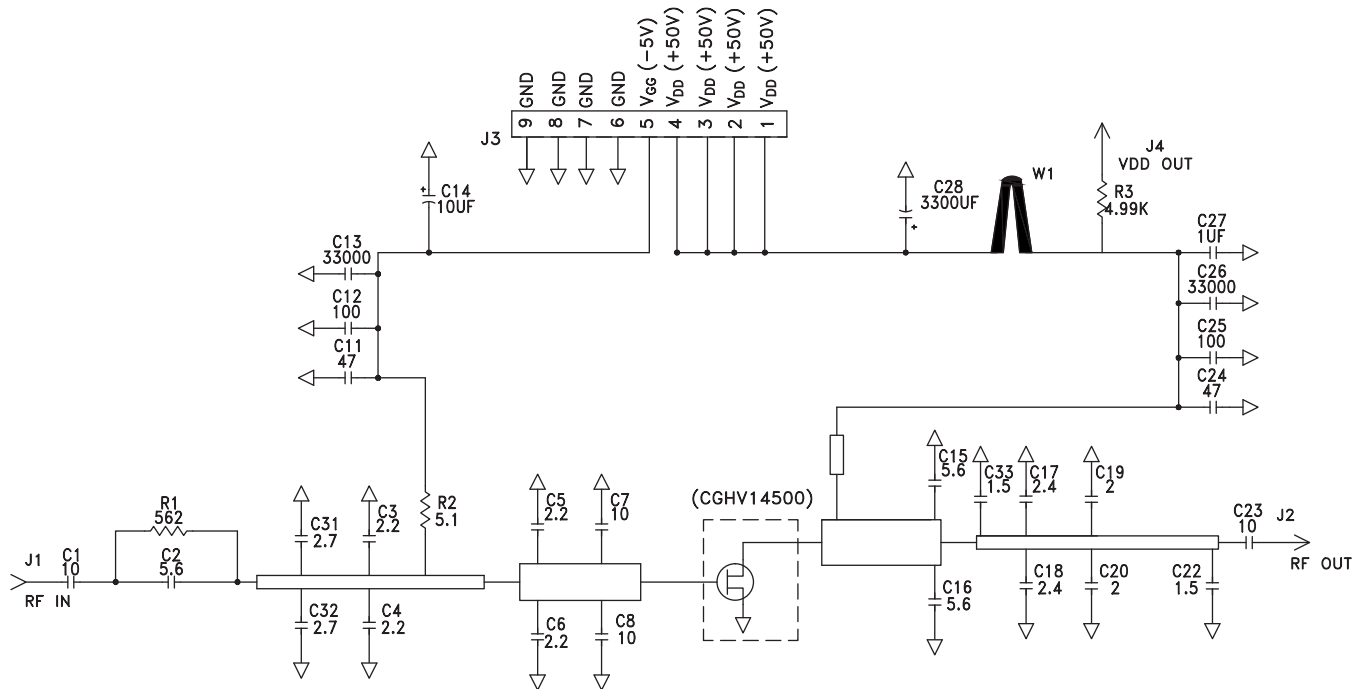 GND
GND
GND
GND
VGG (-5V)
VDD (+50V)
VDD (+50V)
VDD (+50V)
VDD (+50V)
J3
9
8
7
6
5
4
3
2
1
C14
10UF
+
C28
3300UF
+
W1
J4
VDD OUT
R3
4.99K
C13
33000
C12
100
C11
47
C27
1UF
C26
33000
C25
100
C24
47
R1
562
C2
5.6
J1
C1
10
RF IN
C31
2.7
C3
2.2
R2
5.1
C32
2.7
C4
2.2
C5
2.2
C7
10
C6
2.2
C8
10
(CGHV14500)
C15
5.6
C33
1.5
C17
2.4
C19
2
C16
5.6
C18
2.4
C20
2
C22
1.5
C23
10
J2
RF OUT